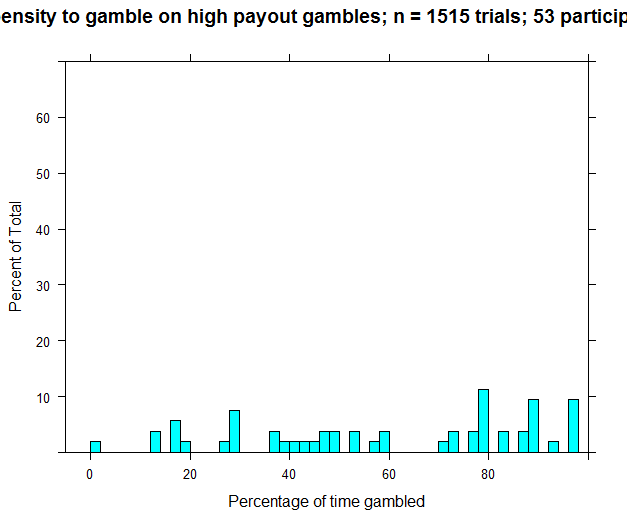 ensity to gamble on high payout gambles; n = 1515 trials; 53 particip
60
50
40
30
20
10
Percent of Total
0 20 40 60 80
Percentage of time gambled